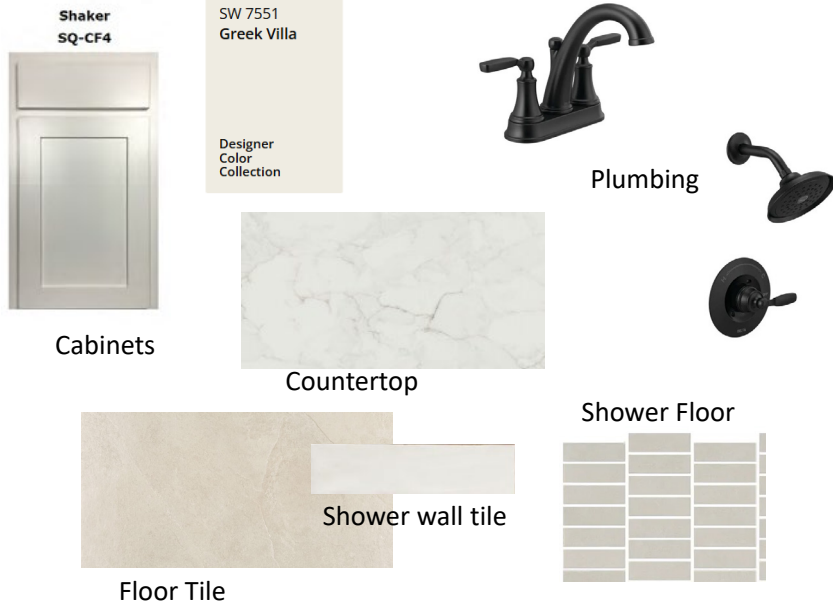 Shaker
SQ-CF4
SW 7551
Greek Villa
Designer
Color
Collection
Plumbing
Cabinets
Countertop
Shower Floor
Shower wall tile
Floor Tile